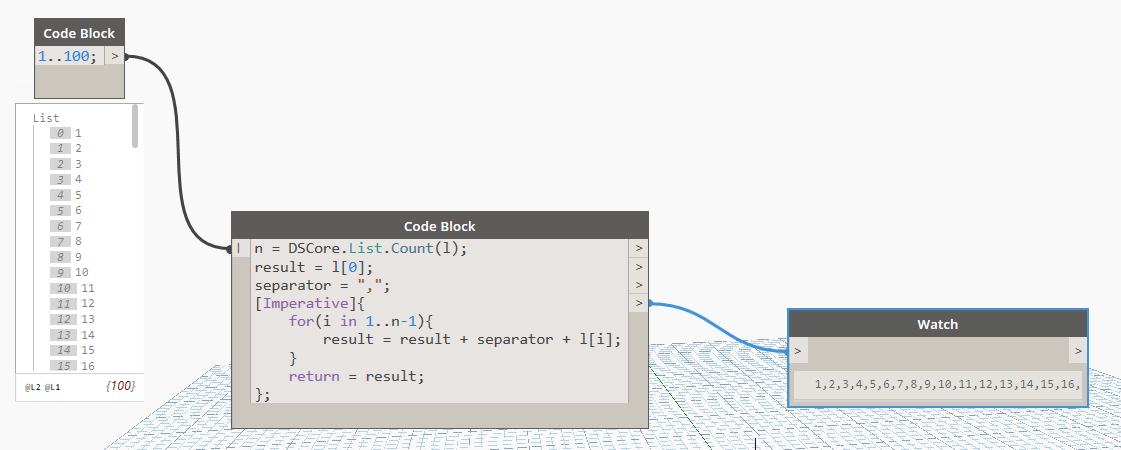 Code Block
1..100; >
List
0 1
1 2
2 3
3 4
4 5
5 6
6 7
7 8
8 9
9 10
10 11
11 12
12 13
13 14
14 15
15 16
@L2 @L1 {100}
Code Block
l n = DSCore.List.Count(l); >
result = l[0]; >
separator = ","; >
[Imperative]{ >
for(i in 1..n-1){
result = result + separator + l[i];
}
return = result;
};
Watch
> >
1,2,3,4,5,6,7,8,9,10,11,12,13,14,15,16,